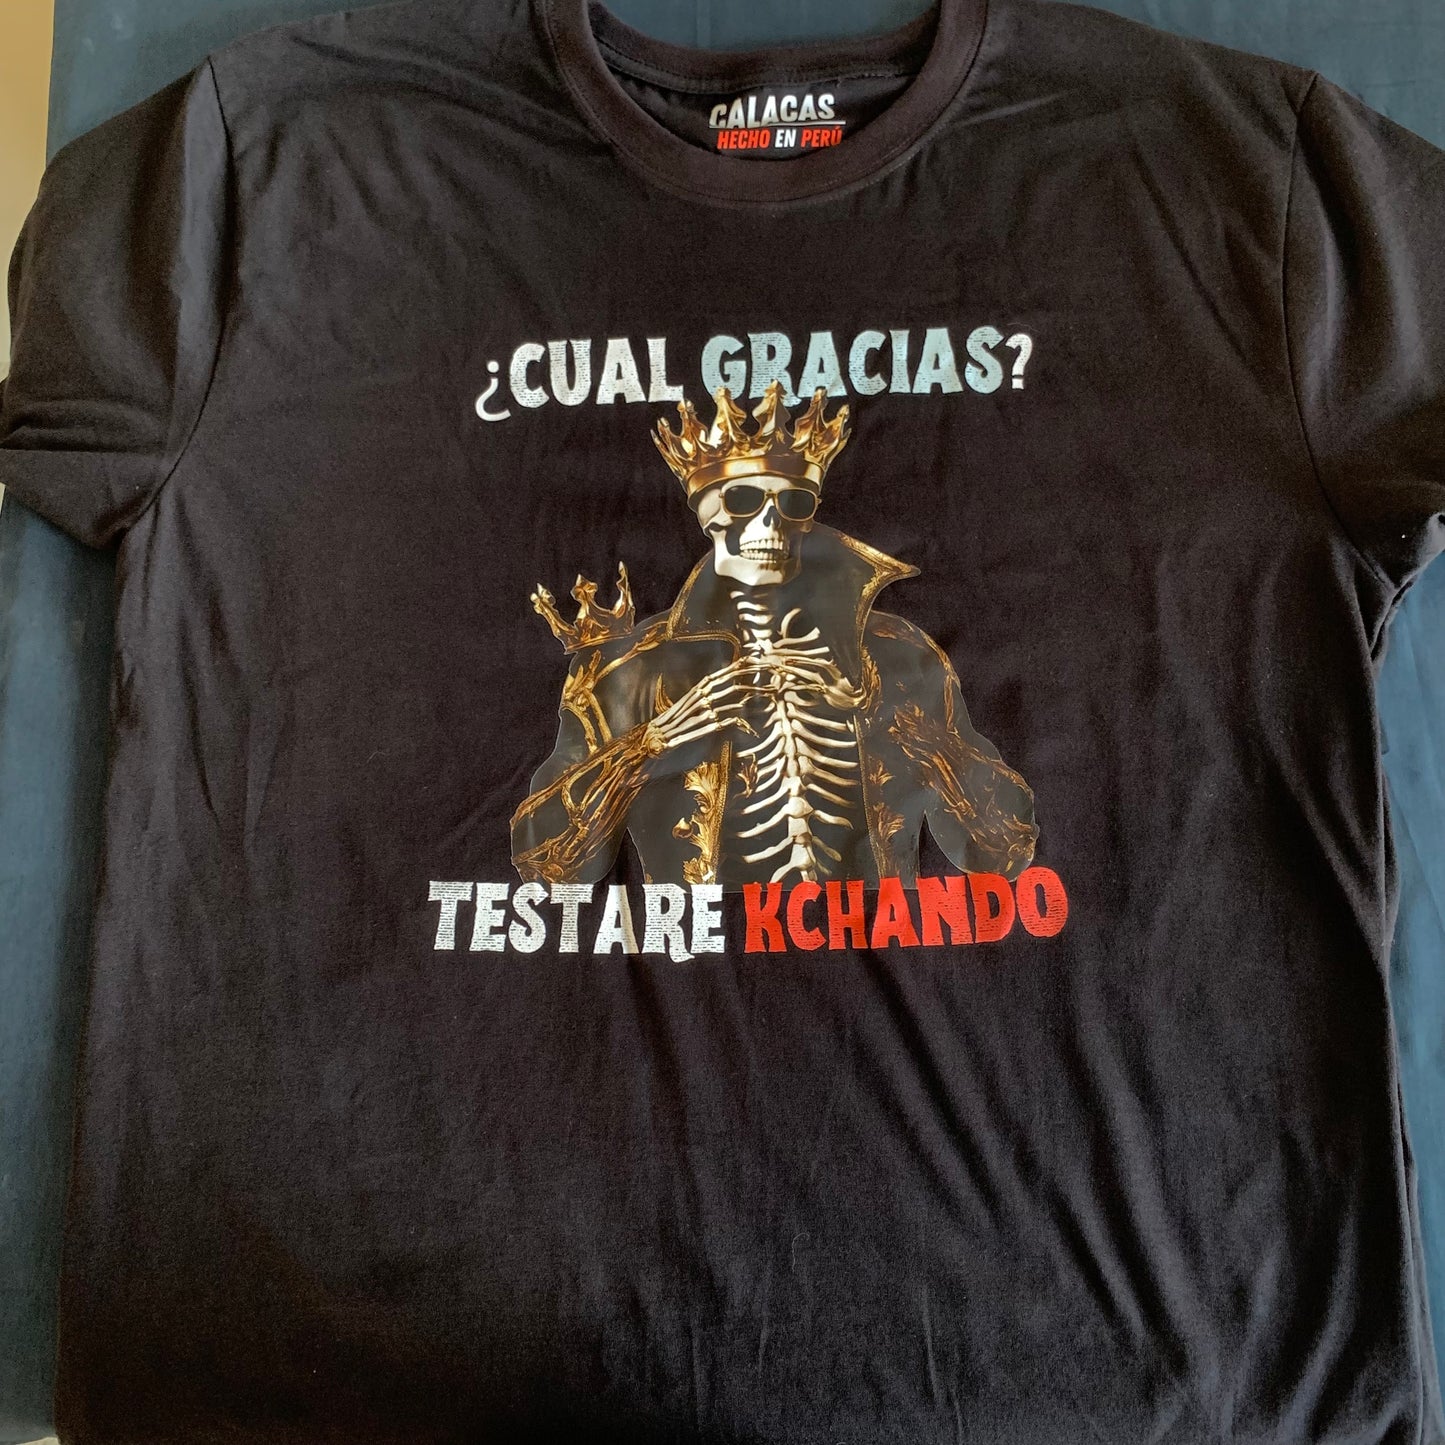 CALACAS
HECHO EN PERÚ
¿CUAL GRACIAS?
TESTARE KCHANDO